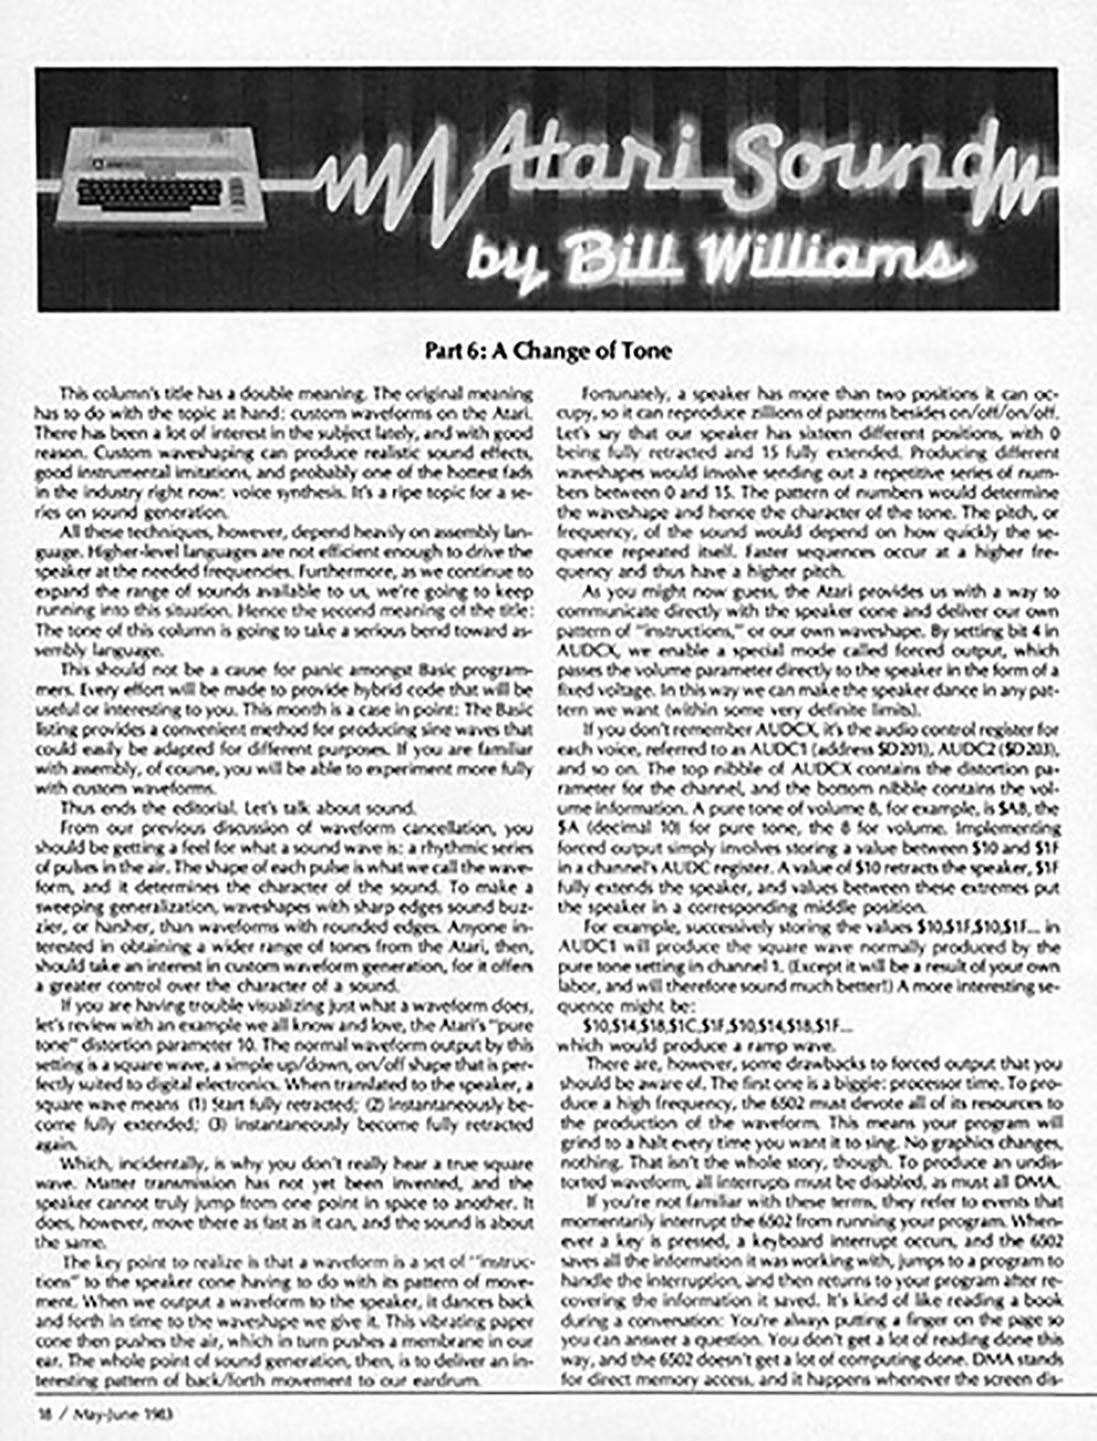 Atari Sound
by Bill Williams
Part 6: A Change of Tone
This column's title has a double meaning. The original meaning
has to do with the topic at hand: custom waveforms on the Atari.
There has been a lot of interest in the subject lately, and with good
reason. Custom waveshaping can produce realistic sound effects,
good instrumental imitations, and probably one of the hottest fads
in the industry right now: voice synthesis. It's a ripe topic for a se-
ries on sound generation.
All these techniques, however, depend heavily on assembly lan-
guage. Higher-level languages are not efficient enough to drive the
speaker at the needed frequencies. Furthermore, as we continue to
expand the range of sounds available to us, we're going to keep
running into this situation. Hence the second meaning of the title:
The tone of this column is going to take a serious bend toward as-
sembly language.
This should not be a cause for panic amongst Basic program-
mers. Every effort will be made to provide hybrid code that will be
useful or interesting to you. This month is a case in point: The Basic
listing provides a convenient method for producing sine waves that
could easily be adapted for different purposes. If you are familiar
with assembly, of course, you will be able to experiment more fully
with custom waveforms.
Thus ends the editorial. Let's talk about sound.
From our previous discussion of waveform cancellation, you
should be getting a feel for what a sound wave is: a rhythmic series
of pulses in the air. The shape of each pulse is what we call the wave-
form, and it determines the character of the sound. To make a
sweeping generalization, waveshapes with sharp edges sound buz-
zier, or harsher, than waveforms with rounded edges. Anyone in-
terested in obtaining a wider range of tones from the Atari, then,
should take an interest in custom waveform generation, for it offers
a greater control over the character of a sound.
If you are having trouble visualizing just what a waveform does,
let's review with an example we all know and love, the Atari's "pure
tone" distortion parameter 10. The normal waveform output by this
setting is a square wave, a simple up/down, on/off shape that is per-
fectly suited to digital electronics. When translated to the speaker, a
square wave means (1) Start fully retracted; (2) Instantaneously be-
come fully extended; (3) Instantaneously become fully retracted
again.
Which, incidentally, is why you don't really hear a true square
wave. Matter transmission has not yet been invented, and the
speaker cannot truly jump from one point in space to another. It
does, however, move there as fast as it can, and the sound is about
the same.
The key point to realize is that a waveform is a set of "instruc-
tions" to the speaker cone having to do with its pattern of move-
ment. When we output a waveform to the speaker, it dances back
and forth in time to the waveshape we give it. This vibrating paper
cone then pushes the air, which in turn pushes a membrane in our
ear. The whole point of sound generation, then, is to deliver an in-
teresting pattern of back/forth movement to our eardrum.
Fortunately, a speaker has more than two positions it can oc-
cupy, so it can reproduce zillions of patterns besides on/off/on/off.
Let's say that our speaker has sixteen different positions, with 0
being fully retracted and 15 fully extended. Producing different
waveshapes would involve sending out a repetitive series of num-
bers between 0 and 15. The pattern of numbers would determine
the waveshape and hence the character of the tone. The pitch, or
frequency, of the sound would depend on how quickly the se-
quence repeated itself. Faster sequences occur at a higher fre-
quency and thus have a higher pitch.
As you might now guess, the Atari provides us with a way to
communicate directly with the speaker cone and deliver our own
pattern of "instructions," or our own waveshape. By setting bit 4 in
AUDCX, we enable a special mode called forced output, which
passes the volume parameter directly to the speaker in the form of a
fixed voltage. In this way we can make the speaker dance in any pat-
tern we want (within some very definite limits).
If you don't remember AUDCX, it's the audio control register for
each voice, referred to as AUDC1 (address $D201), AUDC2 ($D203),
and so on. The top nibble of AUDCX contains the distortion pa-
rameter for the channel, and the bottom nibble contains the vol-
ume information. A pure tone of volume 8, for example, is $A8, the
$A (decimal 10) for pure tone, the 8 for volume. Implementing
forced output simply involves storing a value between $10 and $1F
in a channel's AUDC register. A value of $10 retracts the speaker, $1F
fully extends the speaker, and values between these extremes put
the speaker in a corresponding middle position.
For example, successively storing the values $10,$1F,$10,$1F... in
AUDC1 will produce the square wave normally produced by the
pure tone setting in channel 1. (Except it will be a result of your own
labor, and will therefore sound much better!) A more interesting se-
quence might be:
$10,$14,$18,$1C,$1F,$10,$14,$18,$1F...
which would produce a ramp wave.
There are, however, some drawbacks to forced output that you
should be aware of. The first one is a biggie: processor time. To pro-
duce a high frequency, the 6502 must devote all of its resources to
the production of the waveform. This means your program will
grind to a halt every time you want it to sing. No graphics changes,
nothing. That isn't the whole story, though. To produce an undis-
torted waveform, all interrupts must be disabled, as must all DMA.
If you're not familiar with these terms, they refer to events that
momentarily interrupt the 6502 from running your program. When-
ever a key is pressed, a keyboard interrupt occurs, and the 6502
saves all the information it was working with, jumps to a program to
handle the interruption, and then returns to your program after re-
covering the information it saved. It's kind of like reading a book
during a conversation: You're always putting a finger on the page so
you can answer a question. You don't get a lot of reading done this
way, and the 6502 doesn't get a lot of computing done. DMA stands
for direct memory access, and it happens whenever the screen dis-
18 / May-June 1983